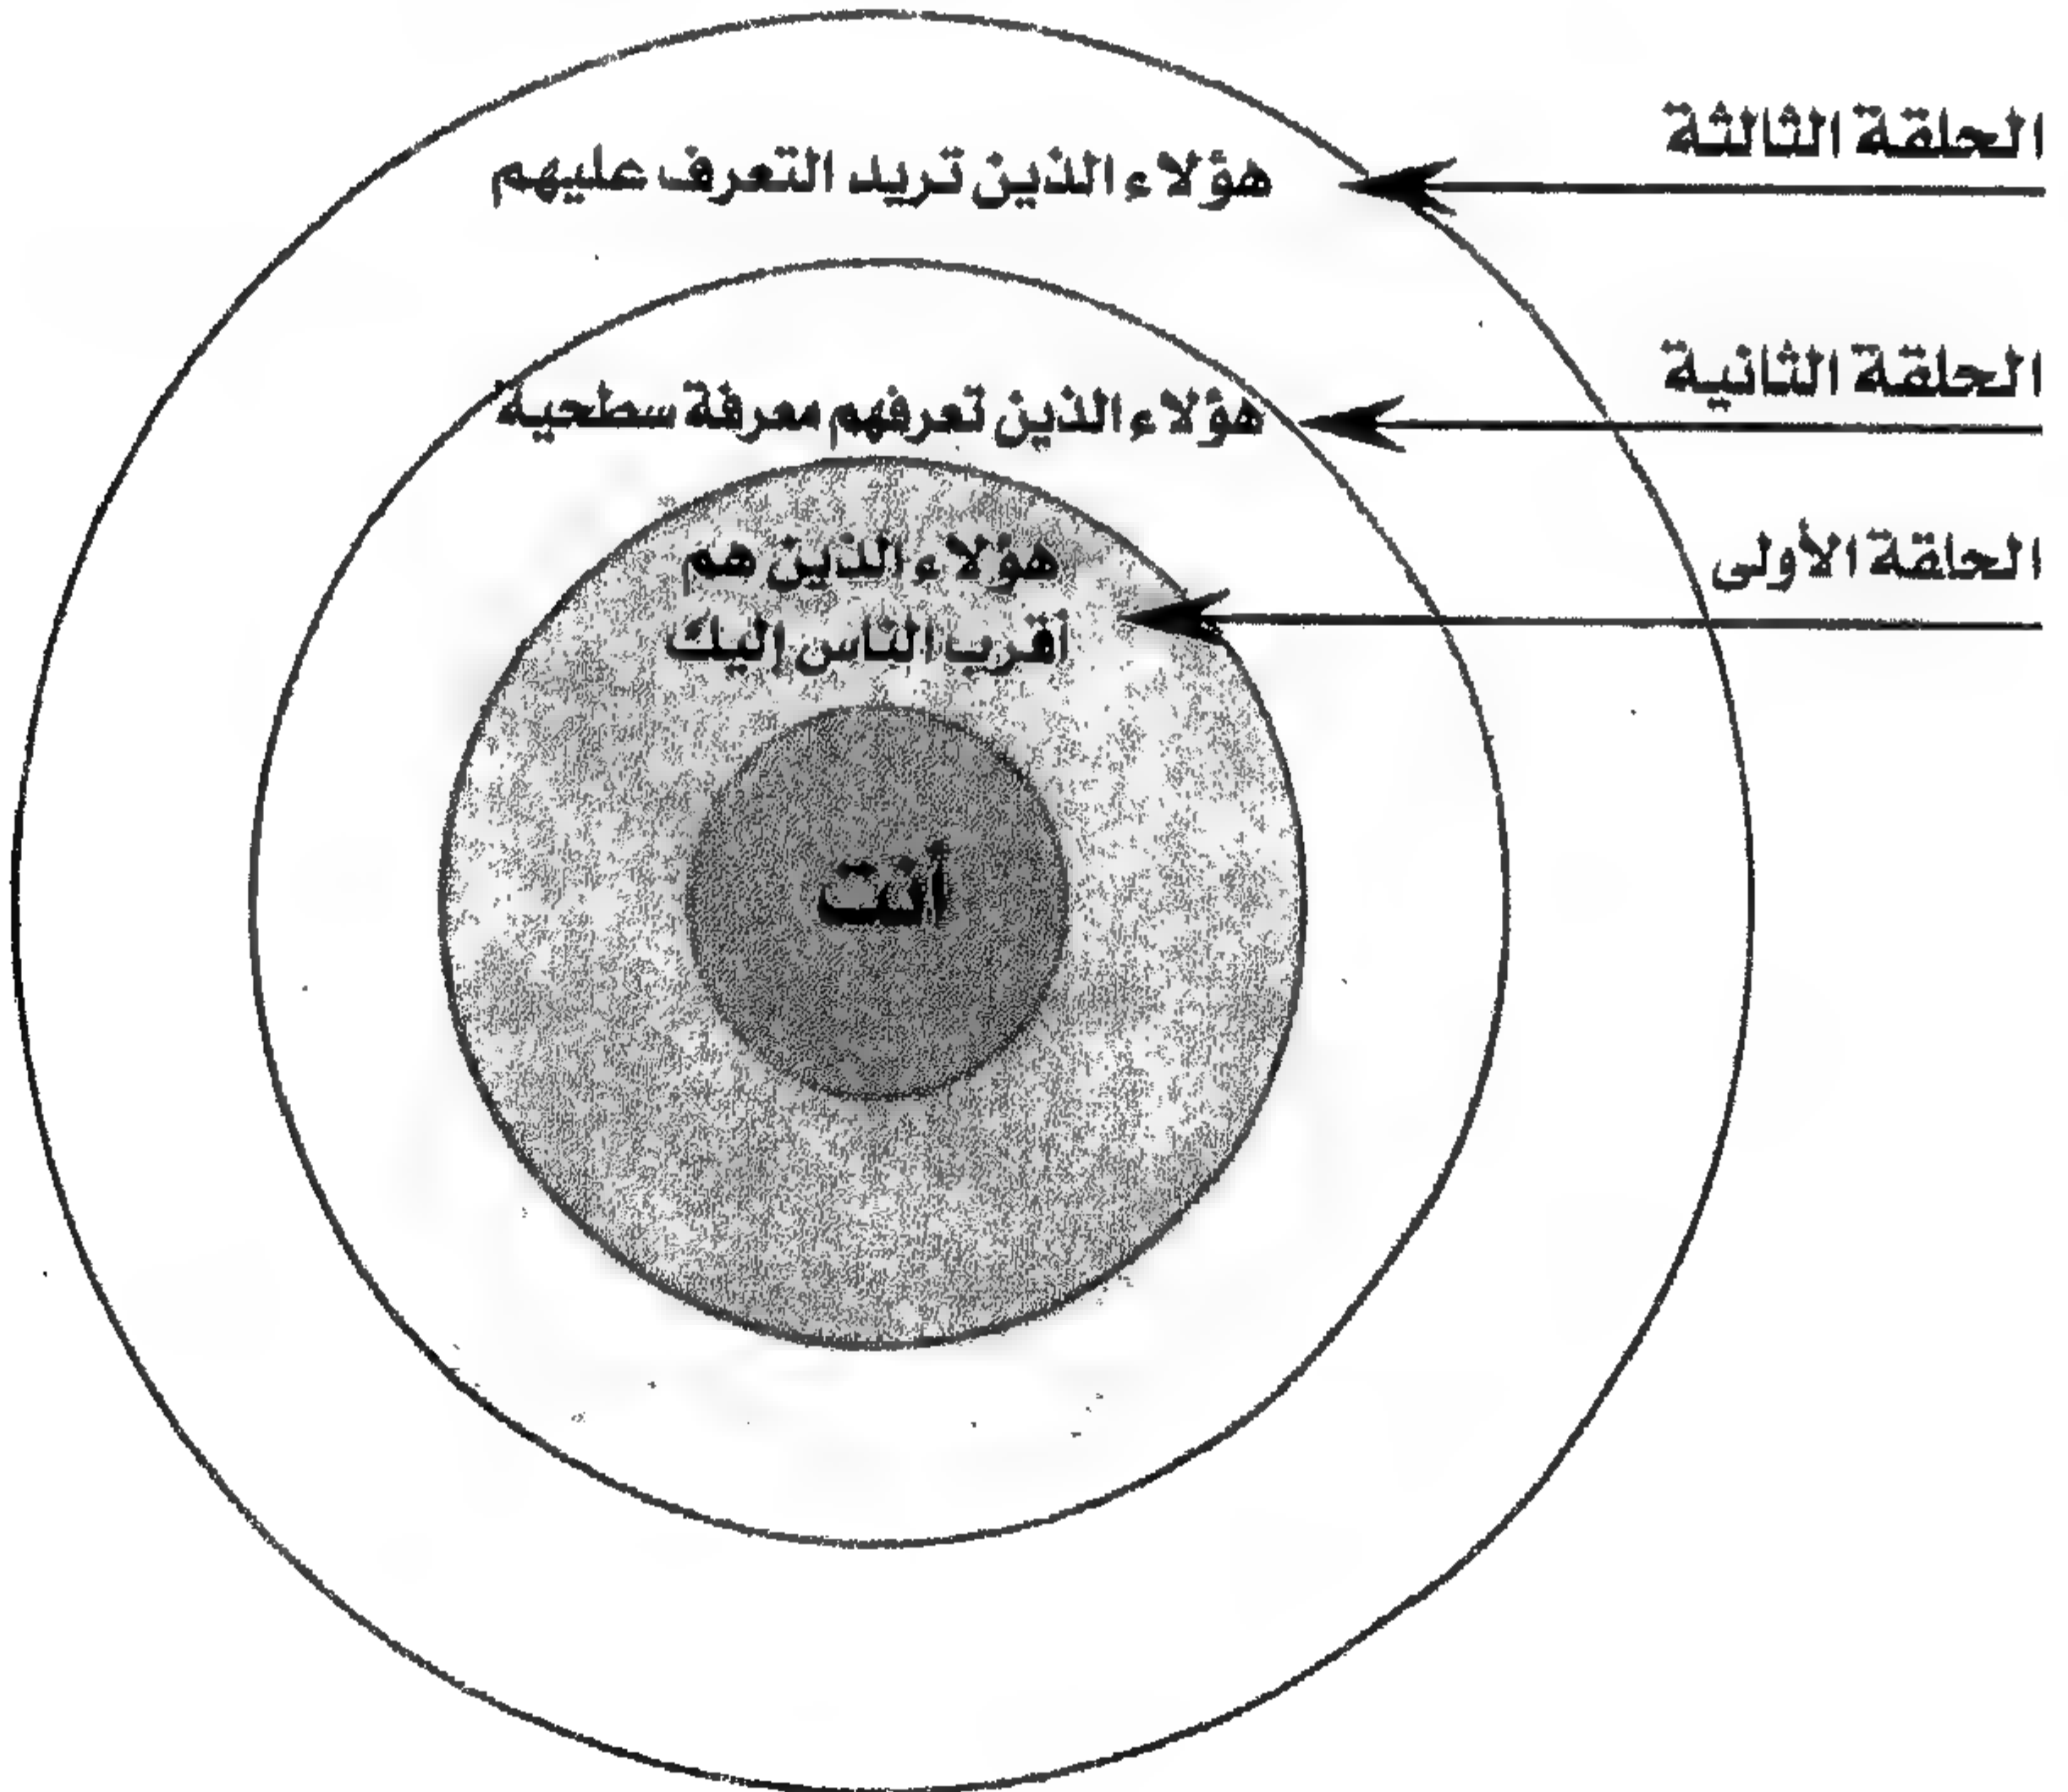 الحلقة الثالثة
هؤلاء الذين تريد التعرف عليهم
الحلقة الثانية
هؤلاء الذين تعرفهم معرفة سطحية
الحلقة الأولى
هؤلاء الذين هم
أقرب الناس إليك
أنت